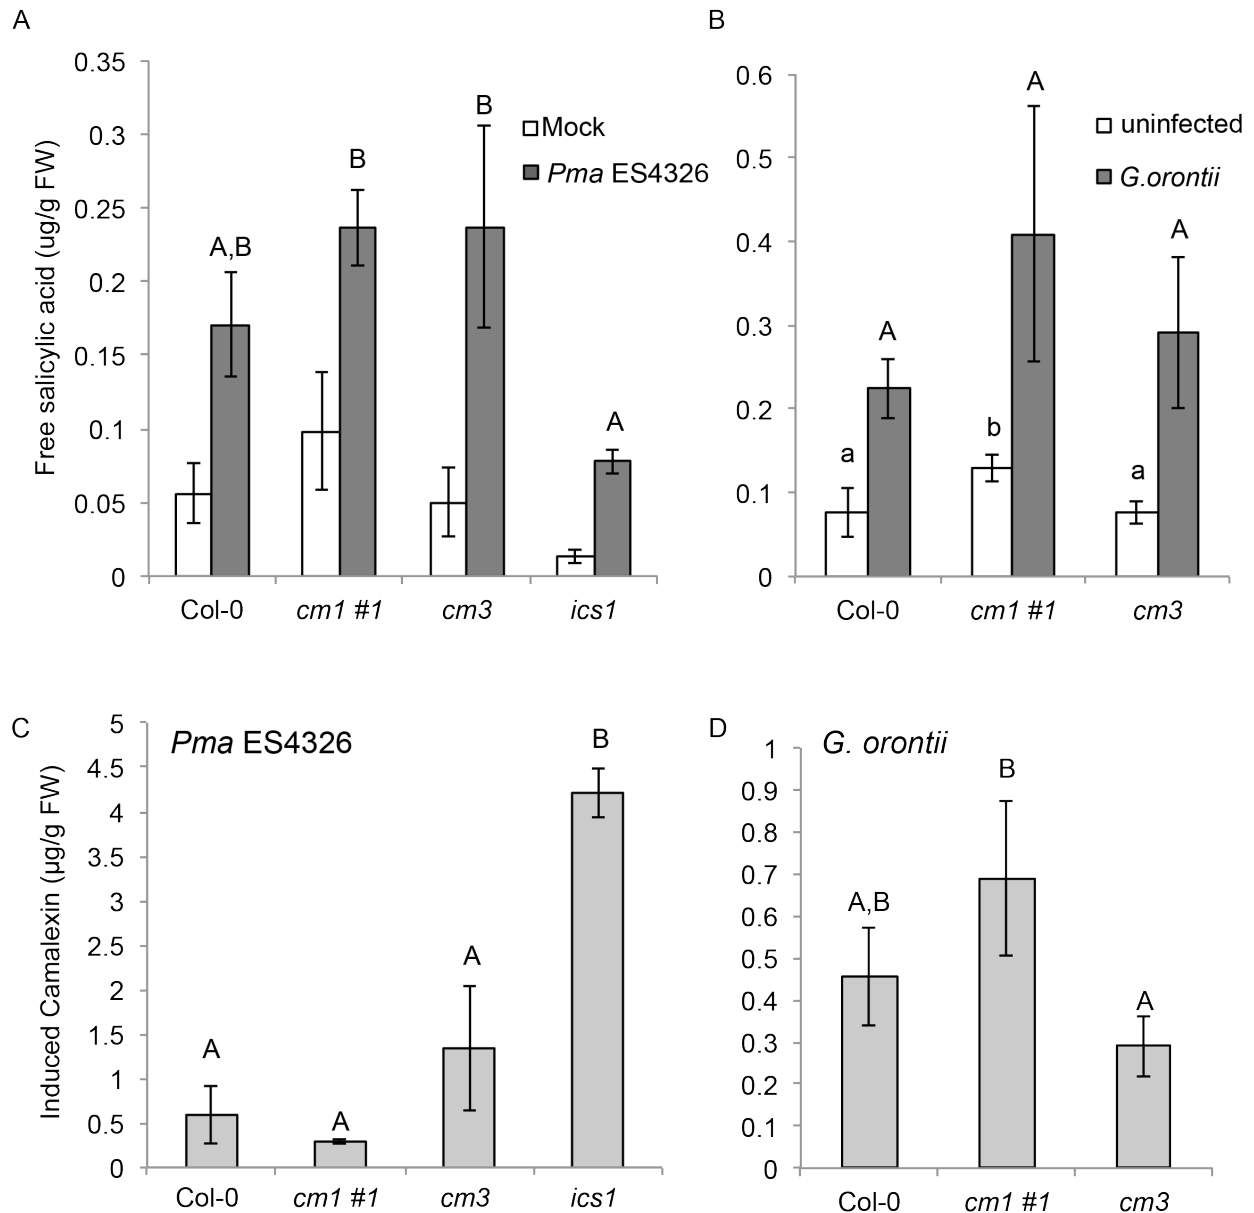 A
Free salicylic acid (ug/g FW)
0.35
0.3
0.25
0.2
0.15
0.1
0.05
0
A,B
B
B
A
Mock
Pma ES4326
Col-0 cm1 #1 cm3 ics1
B
0.6
0.5
0.4
0.3
0.2
0.1
0
a
A
b
A
a
A
uninfected
G.orontii
Col-0 cm1 #1 cm3
C
Pma ES4326
Induced Camalexin (µg/g FW)
5
4.5
4
3.5
3
2.5
2
1.5
1
0.5
0
A
A
A
B
Col-0 cm1 #1 cm3 ics1
D
G. orontii
1
0.9
0.8
0.7
0.6
0.5
0.4
0.3
0.2
0.1
0
A,B
B
A
Col-0 cm1 #1 cm3